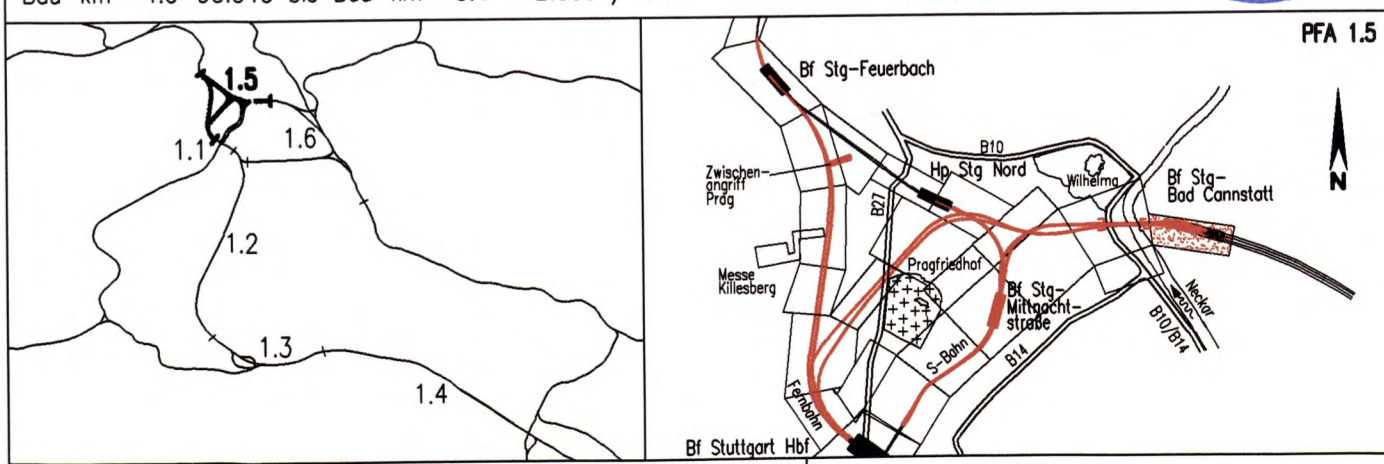 1.5
1.1
1.6
1.2
1.3
1.4
PFA 1.5
Bf Stg-Feuerbach
N
B10
Zwischen-
angriff
Prag
Hp Stg Nord
Wilhelma
Bf Stg-
Bad Cannstatt
B27
Messe
Killesberg
Pragfriedhof
Bf Stg-
Mittnacht-
straße
Neckar
B10/B14
S-Bahn
B14
Fernbahn
Bf Stuttgart Hbf